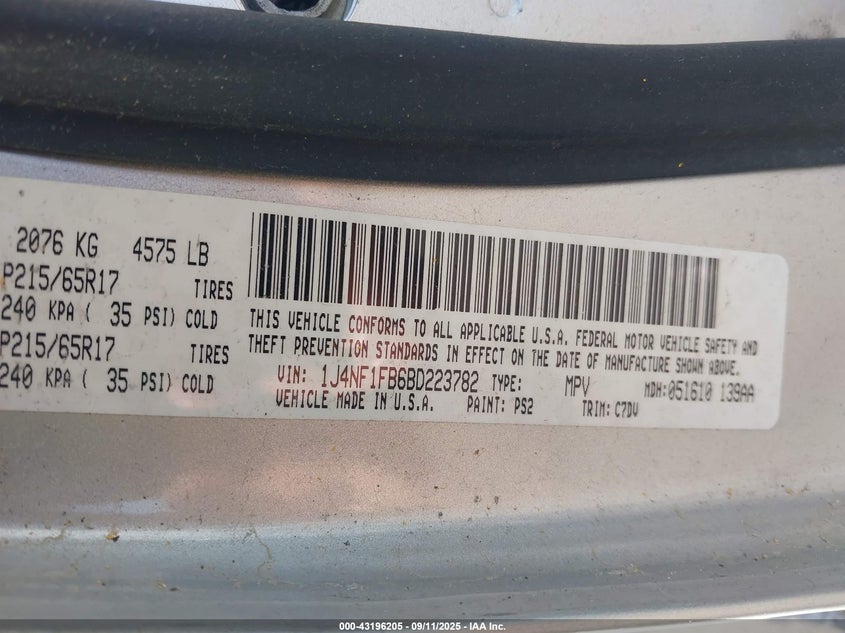 2076 KG 4575 LB
P215/65R17 TIRES
240 KPA ( 35 PSI) COLD
P215/65R17 TIRES
240 KPA ( 35 PSI) COLD
THIS VEHICLE CONFORMS TO ALL APPLICABLE U.S.A. FEDERAL MOTOR VEHICLE SAFETY AND
THEFT PREVENTION STANDARDS IN EFFECT ON THE DATE OF MANUFACTURE SHOWN ABOVE.
VIN: 1J4NF1FB6BD223782 TYPE: MPV MDH:051610 139AA
VEHICLE MADE IN U.S.A. PAINT: PS2 TRIM: C7DV
000-43196205 - 09/11/2025 - IAA Inc.